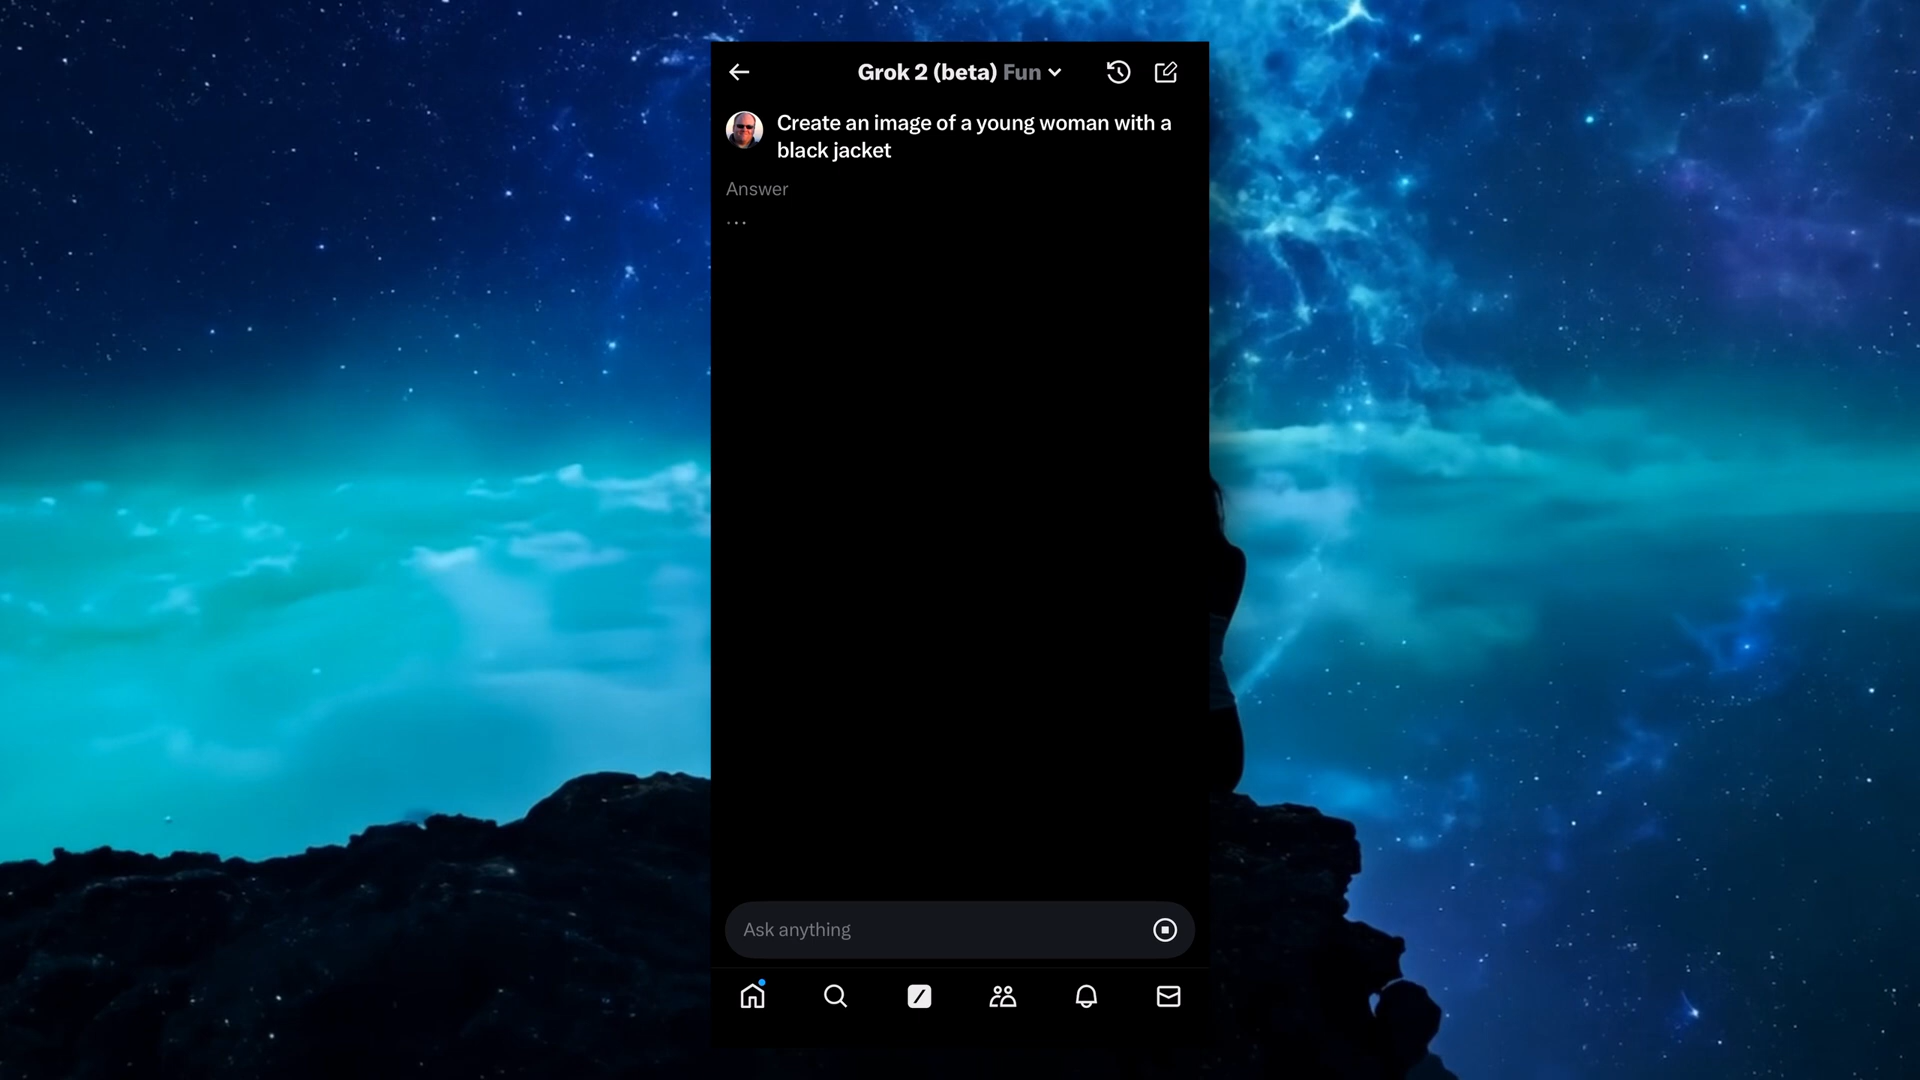 Grok 2 (beta) Fun
Create an image of a young woman with a
black jacket
Answer
...
Ask anything